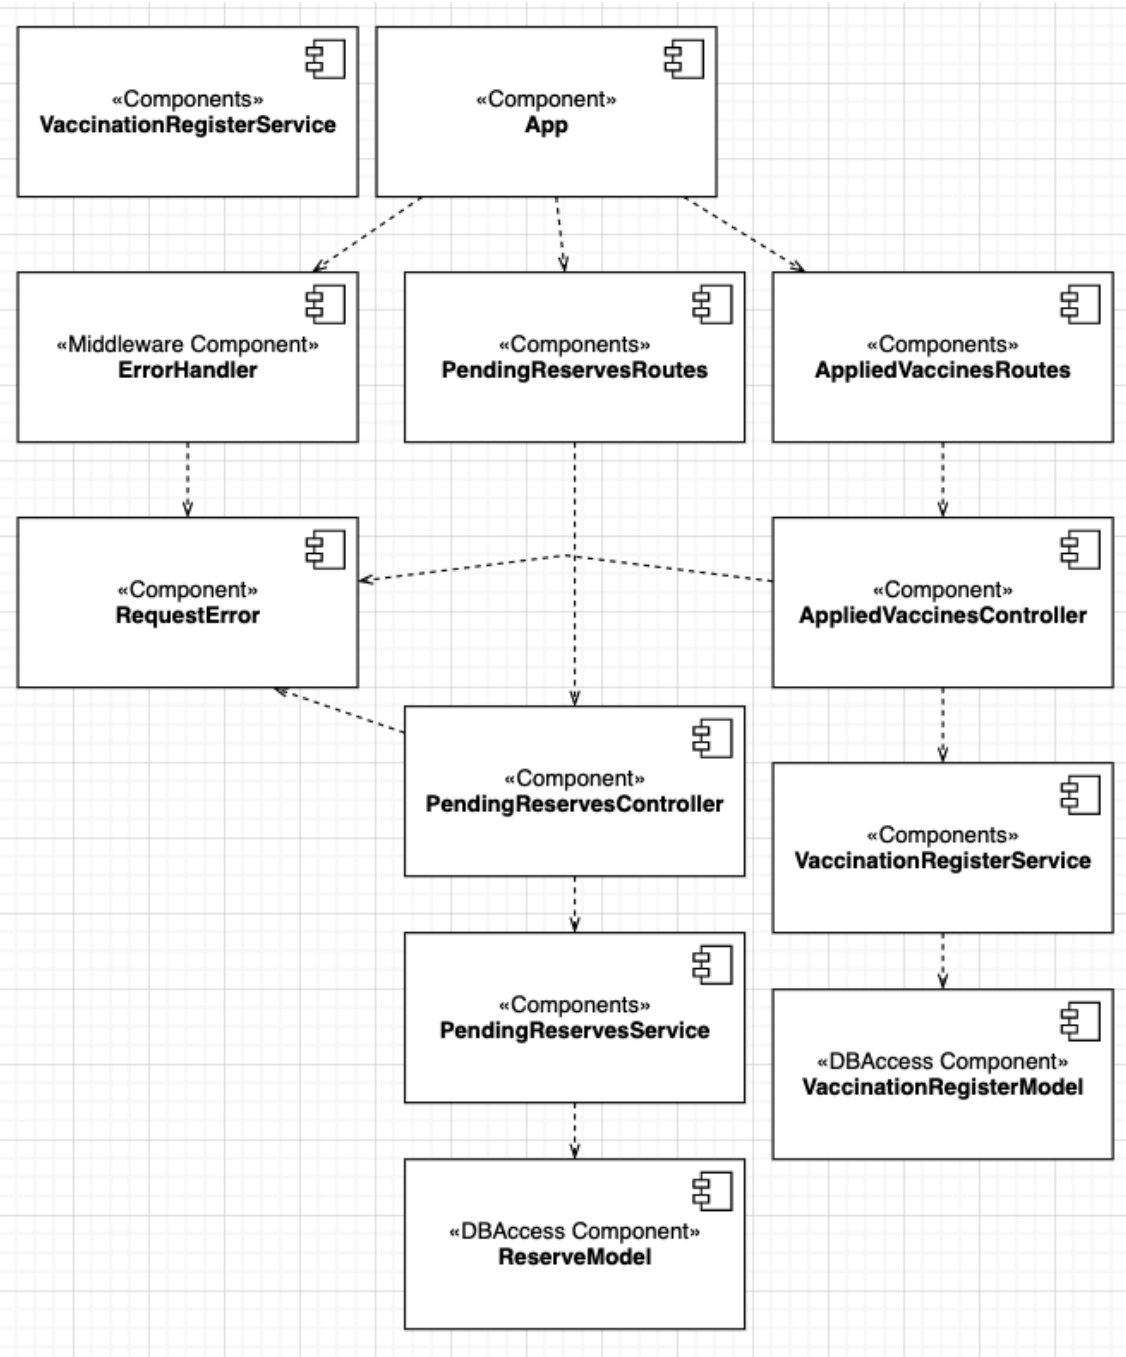 «Components»
VaccinationRegisterService
«Component»
App
«Middleware Component»
ErrorHandler
«Components»
PendingReservesRoutes
«Components»
AppliedVaccinesRoutes
«Component»
RequestError
«Component»
AppliedVaccinesController
«Component»
PendingReservesController
«Components»
VaccinationRegisterService
«Components»
PendingReservesService
«DBAccess Component»
VaccinationRegisterModel
«DBAccess Component»
ReserveModel